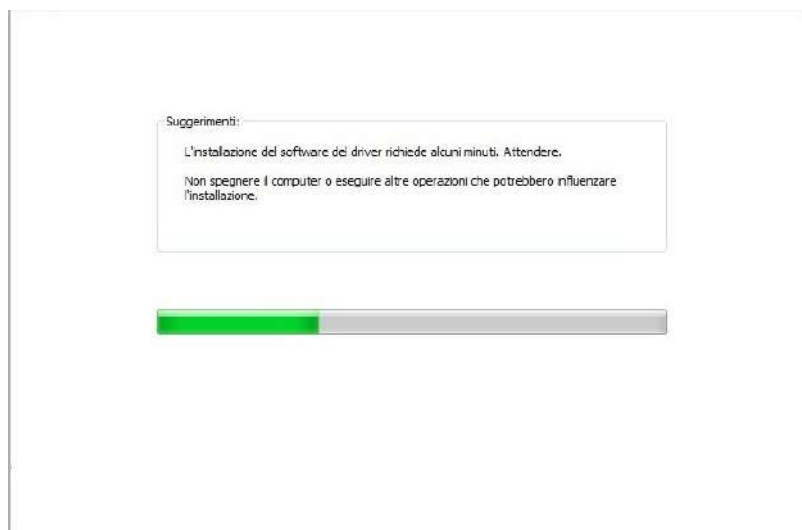 Suggerimenti:
L'installazione del software del driver richiede alcuni minuti. Attendere.
Non spegnere il computer o eseguire altre operazioni che potrebbero influenzare
l'installazione.